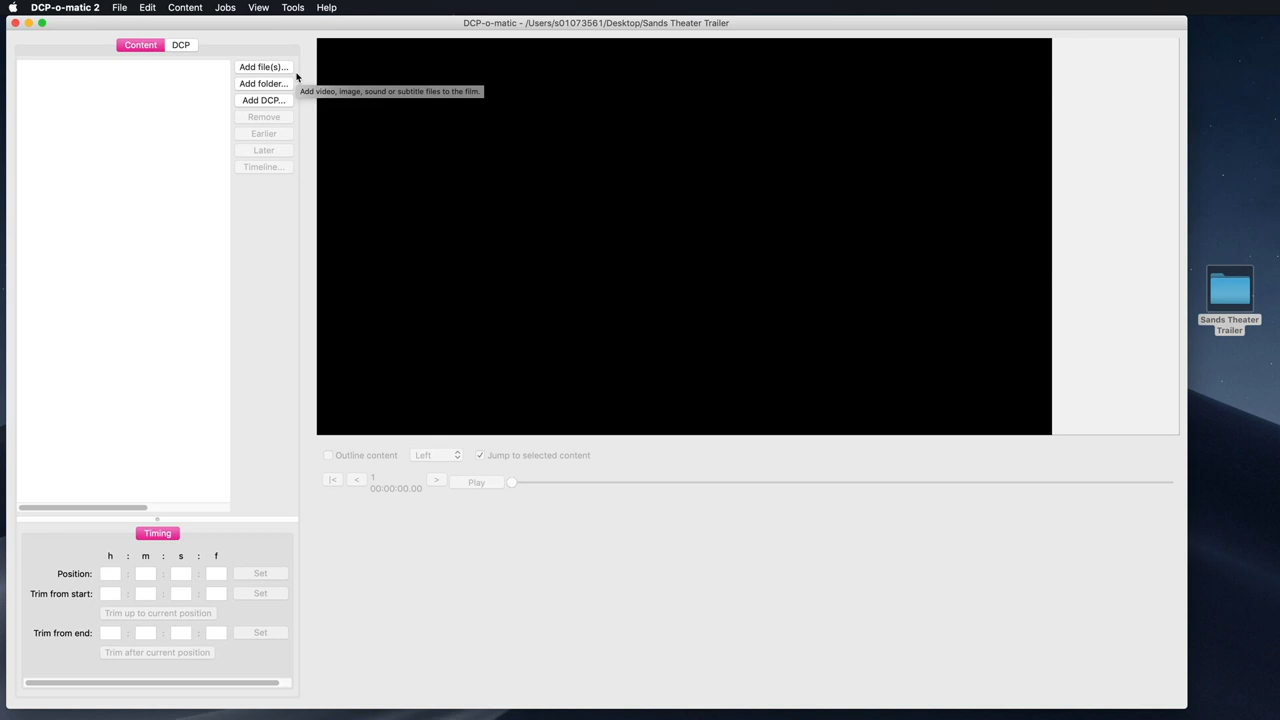 DCP-o-matic 2 File Edit Content Jobs View Tools Help
DCP-o-matic - /Users/s01073561/Desktop/Sands Theater Trailer
Content DCP
Add file(s)...
Add folder...
Add video, image, sound or subtitle files to the film.
Add DCP...
Remove
Earlier
Later
Timeline...
Sands Theater
Trailer
Outline content Left Jump to selected content
|< < 1 > Play
00:00:00.00
Timing
h : m : s : f
Position: : : : Set
Trim from start: : : : Set
Trim up to current position
Trim from end: : : : Set
Trim after current position